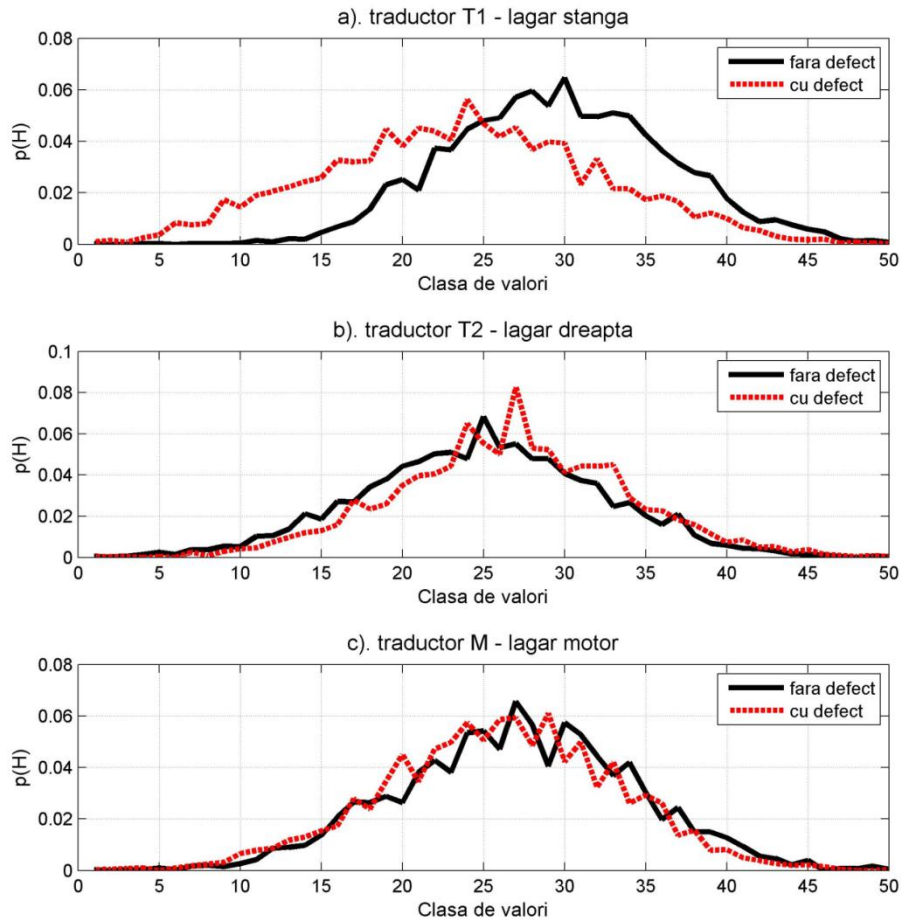 a). traductor T1 - lagar stanga
0.08
0.06
0.04
0.02
0
p(H)
fara defect
cu defect
0 5 10 15 20 25 30 35 40 45 50
Clasa de valori
b). traductor T2 - lagar dreapta
0.1
0.08
0.06
0.04
0.02
0
p(H)
fara defect
cu defect
0 5 10 15 20 25 30 35 40 45 50
Clasa de valori
c). traductor M - lagar motor
0.08
0.06
0.04
0.02
0
p(H)
fara defect
cu defect
0 5 10 15 20 25 30 35 40 45 50
Clasa de valori